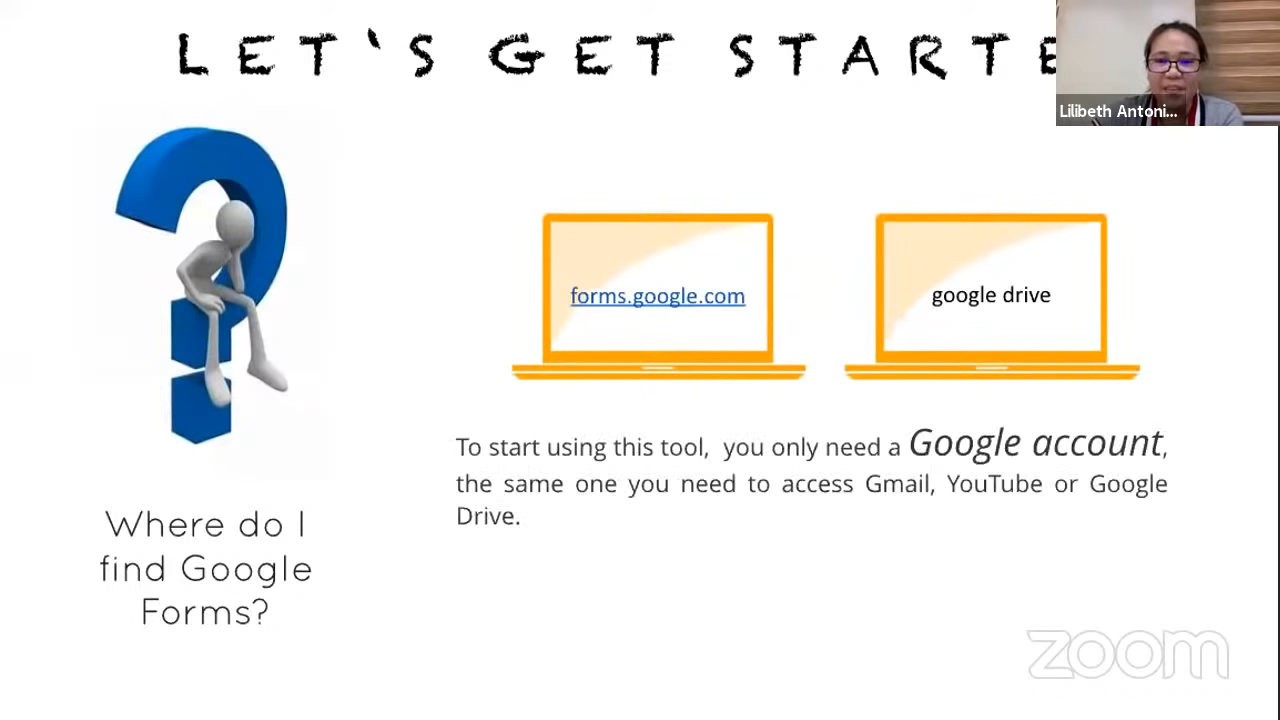 LET'S GET STARTE
Lilibeth Antoni...
forms.google.com
google drive
To start using this tool, you only need a Google account,
the same one you need to access Gmail, YouTube or Google
Drive.
Where do I
find Google
Forms?
zoom